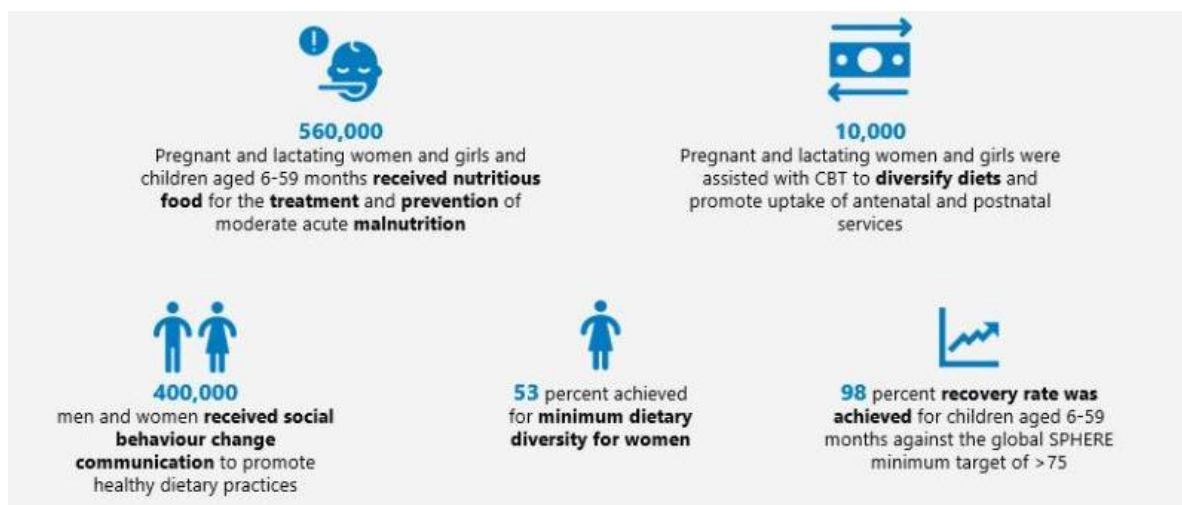 560,000
Pregnant and lactating women and girls and
children aged 6-59 months received nutritious
food for the treatment and prevention of
moderate acute malnutrition
10,000
Pregnant and lactating women and girls were
assisted with CBT to diversify diets and
promote uptake of antenatal and postnatal
services
400,000
men and women received social
behaviour change
communication to promote
healthy dietary practices
53 percent achieved
for minimum dietary
diversity for women
98 percent recovery rate was
achieved for children aged 6-59
months against the global SPHERE
minimum target of >75